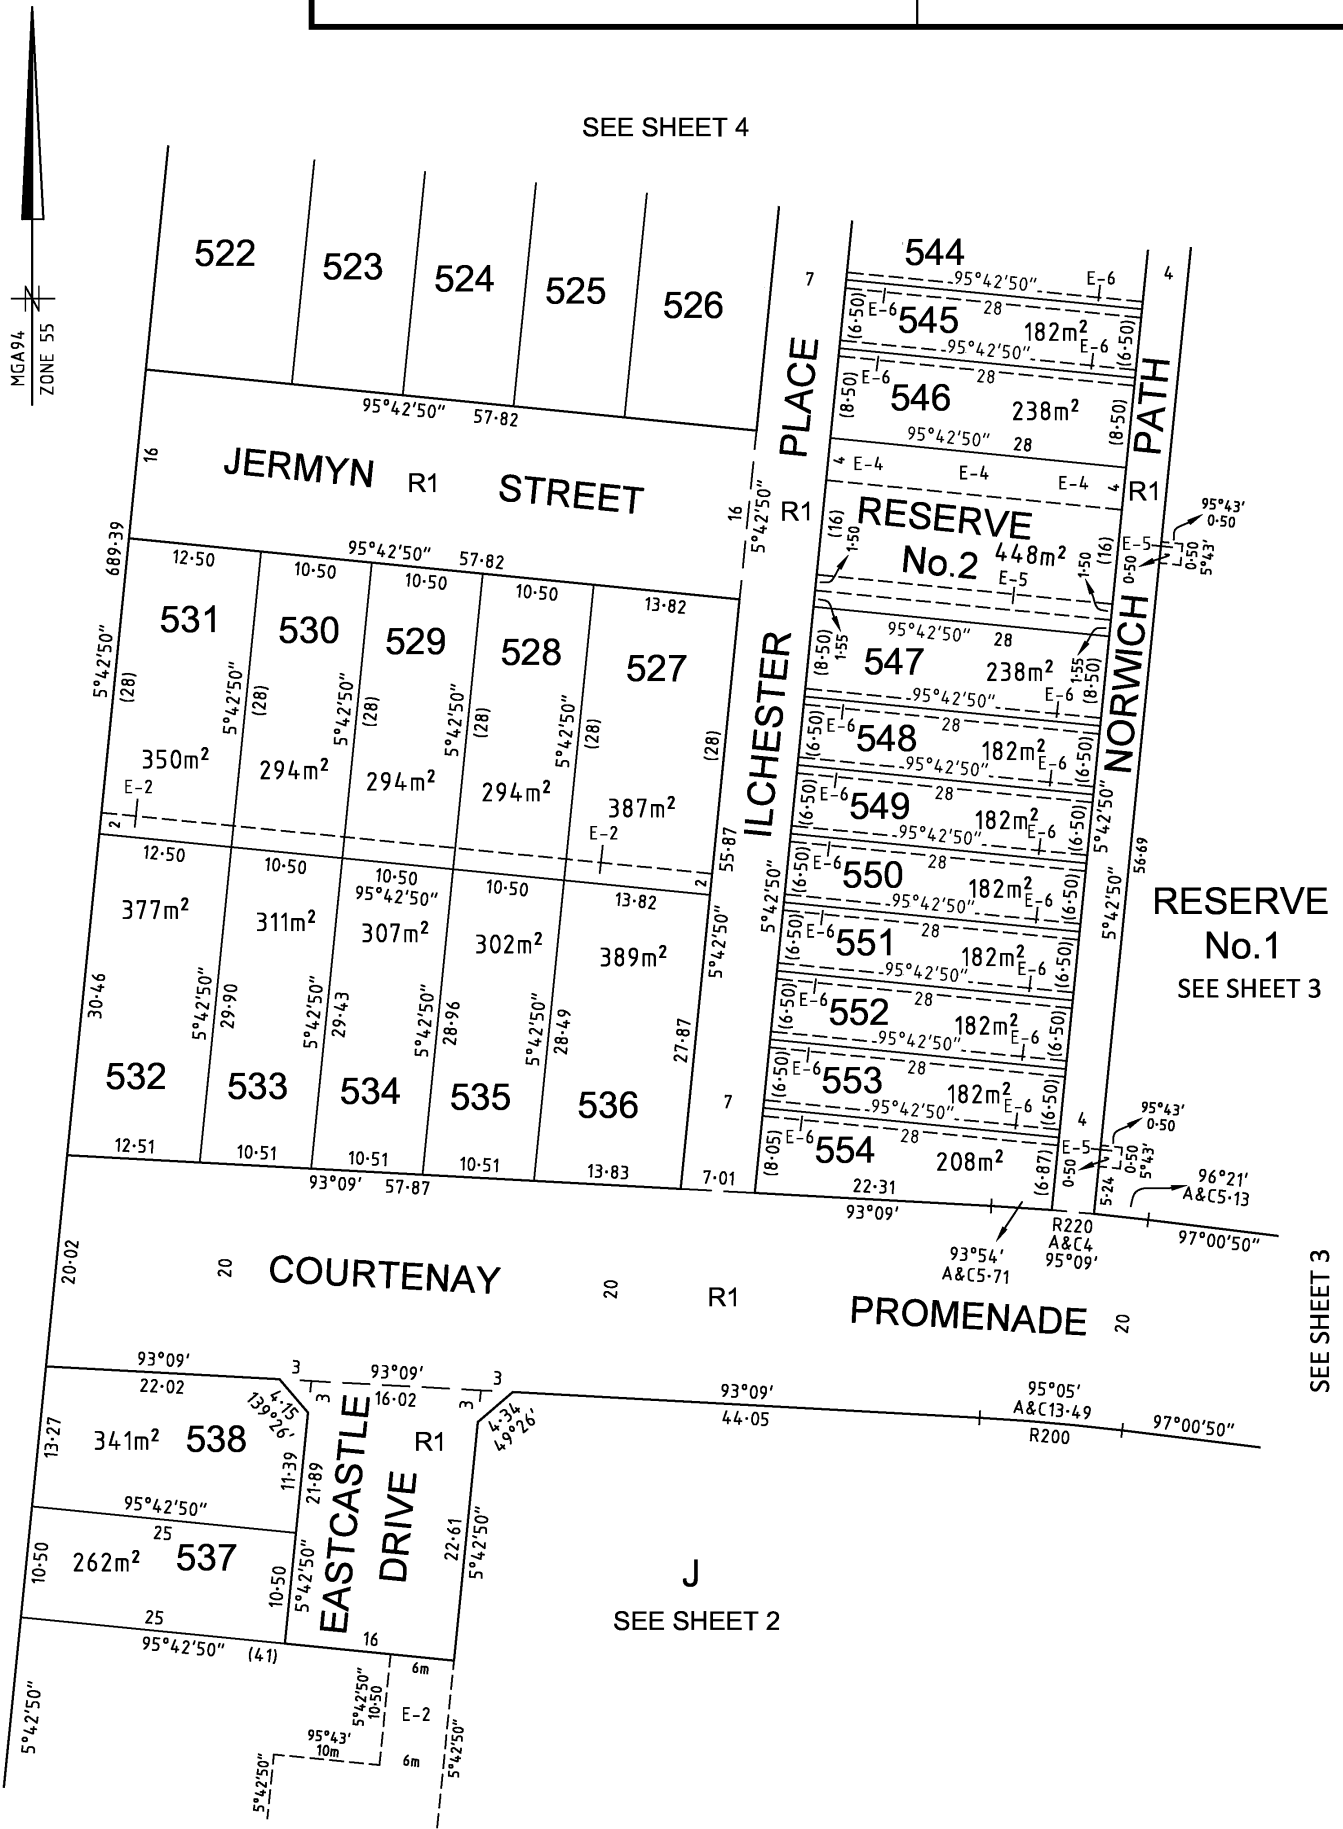 SEE SHEET 4
MGA94
ZONE 55
522
523
524
525
526
7
544
95°42'50"
E-6
4
(6·50)
E-6
545
28
182m²
(6·50)
95°42'50"
E-6
E-6
28
546
(8·50)
238m²
(8·50)
95°42'50"
28
95°42'50"
57·82
16
JERMYN
R1
STREET
16
5°42'50"
PLACE
R1
ILCHESTER
PATH
R1
NORWICH
4
E-4
E-4
E-4
4
RESERVE
No.2
448m²
(16)
1·50
(16)
1·50
E-5
E-5
0·50
95°43'
0·50
0·50
5°43'
689·39
95°42'50"
57·82
12·50
10·50
10·50
10·50
13·82
531
530
529
528
527
5°42'50"
(28)
5°42'50"
(28)
5°42'50"
(28)
5°42'50"
(28)
5°42'50"
(28)
(28)
350m²
294m²
294m²
294m²
387m²
E-2
E-2
2
2
55·87
95°42'50"
28
1·55
1·55
(8·50)
547
238m²
(8·50)
E-6
95°42'50"
28
(6·50)
E-6
548
182m²
(6·50)
E-6
95°42'50"
28
(6·50)
E-6
549
182m²
(6·50)
E-6
95°42'50"
28
(6·50)
E-6
550
182m²
(6·50)
E-6
95°42'50"
28
(6·50)
E-6
551
182m²
(6·50)
E-6
95°42'50"
28
(6·50)
E-6
552
182m²
(6·50)
E-6
95°42'50"
28
(6·50)
E-6
553
182m²
(6·50)
E-6
95°42'50"
28
(8·05)
E-6
554
208m²
(6·87)
5°42'50"
5°42'50"
5°42'50"
56·69
RESERVE
No.1
SEE SHEET 3
12·50
10·50
10·50
95°42'50"
10·50
13·82
377m²
311m²
307m²
302m²
389m²
30·46
5°42'50"
29·90
5°42'50"
29·43
5°42'50"
28·96
5°42'50"
28·49
27·87
5°42'50"
532
533
534
535
536
7
12·51
10·51
10·51
10·51
13·83
7·01
93°09'
57·87
22·31
93°09'
4
E-5
0·50
95°43'
0·50
0·50
5°43'
5·24
96°21'
A&C5·13
97°00'50"
R220
A&C4
95°09'
93°54'
A&C5·71
20·02
20
COURTENAY
20
R1
PROMENADE
20
SEE SHEET 3
93°09'
22·02
3
3
93°09'
16·02
3
3
4·15
139°26'
4·34
49°26'
93°09'
44·05
95°05'
A&C13·49
R200
97°00'50"
13·27
341m²
538
11·39
21·89
EASTCASTLE
DRIVE
R1
22·61
5°42'50"
95°42'50"
25
10·50
262m²
537
10·50
5°42'50"
25
95°42'50"
(41)
16
6m
J
SEE SHEET 2
5°42'50"
5°42'50"
10·50
E-2
95°43'
10m
6m
5°42'50"
5°42'50"